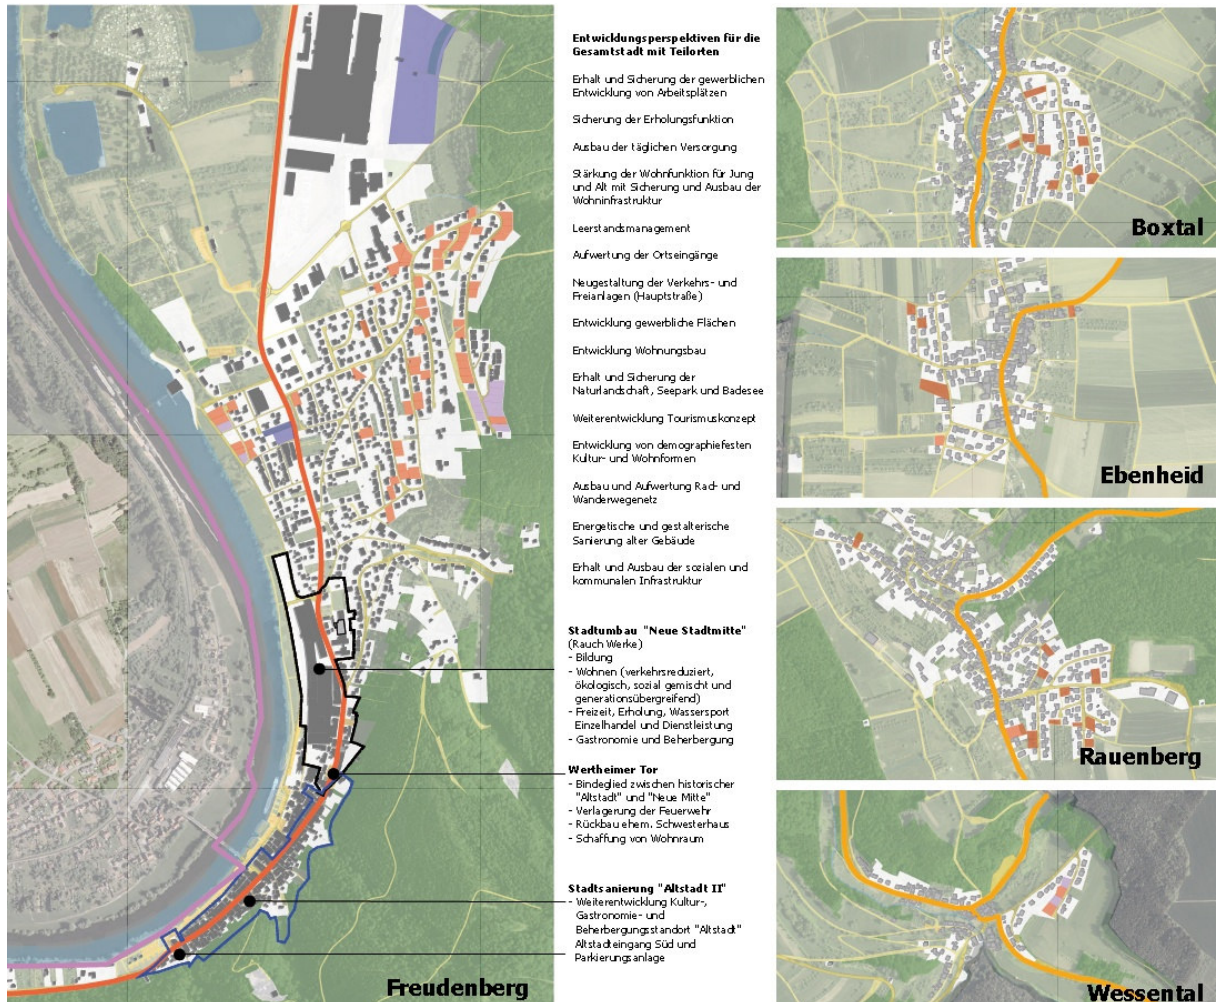 Entwicklungsperspektiven für die
Gesamtstadt mit Teilorten
Erhalt und Sicherung der gewerblichen
Entwicklung von Arbeitsplätzen
Sicherung der Erholungsfunktion
Ausbau der täglichen Versorgung
Stärkung der Wohnfunktion für Jung
und Alt mit Sicherung und Ausbau der
Wohninfrastruktur
Leerstandsmanagement
Aufwertung der Ortseingänge
Neugestaltung der Verkehrs- und
Freianlagen (Hauptstraße)
Entwicklung gewerbliche Flächen
Entwicklung Wohnungsbau
Erhalt und Sicherung der
Naturlandschaft, Seepark und Badesee
Weiterentwicklung Tourismuskonzept
Entwicklung von demographiefesten
Kultur- und Wohnformen
Ausbau und Aufwertung Rad- und
Wanderwegenetz
Energetische und gestalterische
Sanierung alter Gebäude
Erhalt und Ausbau der sozialen und
kommunalen Infrastruktur
Stadtumbau "Neue Stadtmitte"
(Rauch Werke)
- Bildung
- Wohnen (verkehrsreduziert,
ökologisch, sozial gemischt und
generationsübergreifend)
- Freizeit, Erholung, Wassersport
Einzelhandel und Dienstleistung
- Gastronomie und Beherbergung
Wertheimer Tor
- Bindeglied zwischen historischer
"Altstadt" und "Neue Mitte"
- Verlagerung der Feuerwehr
- Rückbau ehem. Schwesterhaus
- Schaffung von Wohnraum
Stadtsanierung "Altstadt II"
- Weiterentwicklung Kultur-,
Gastronomie- und
Beherbergungsstandort "Altstadt"
Altstadteingang Süd und
Parkierungsanlage
Freudenberg
Boxtal
Ebenheid
Rauenberg
Wessental